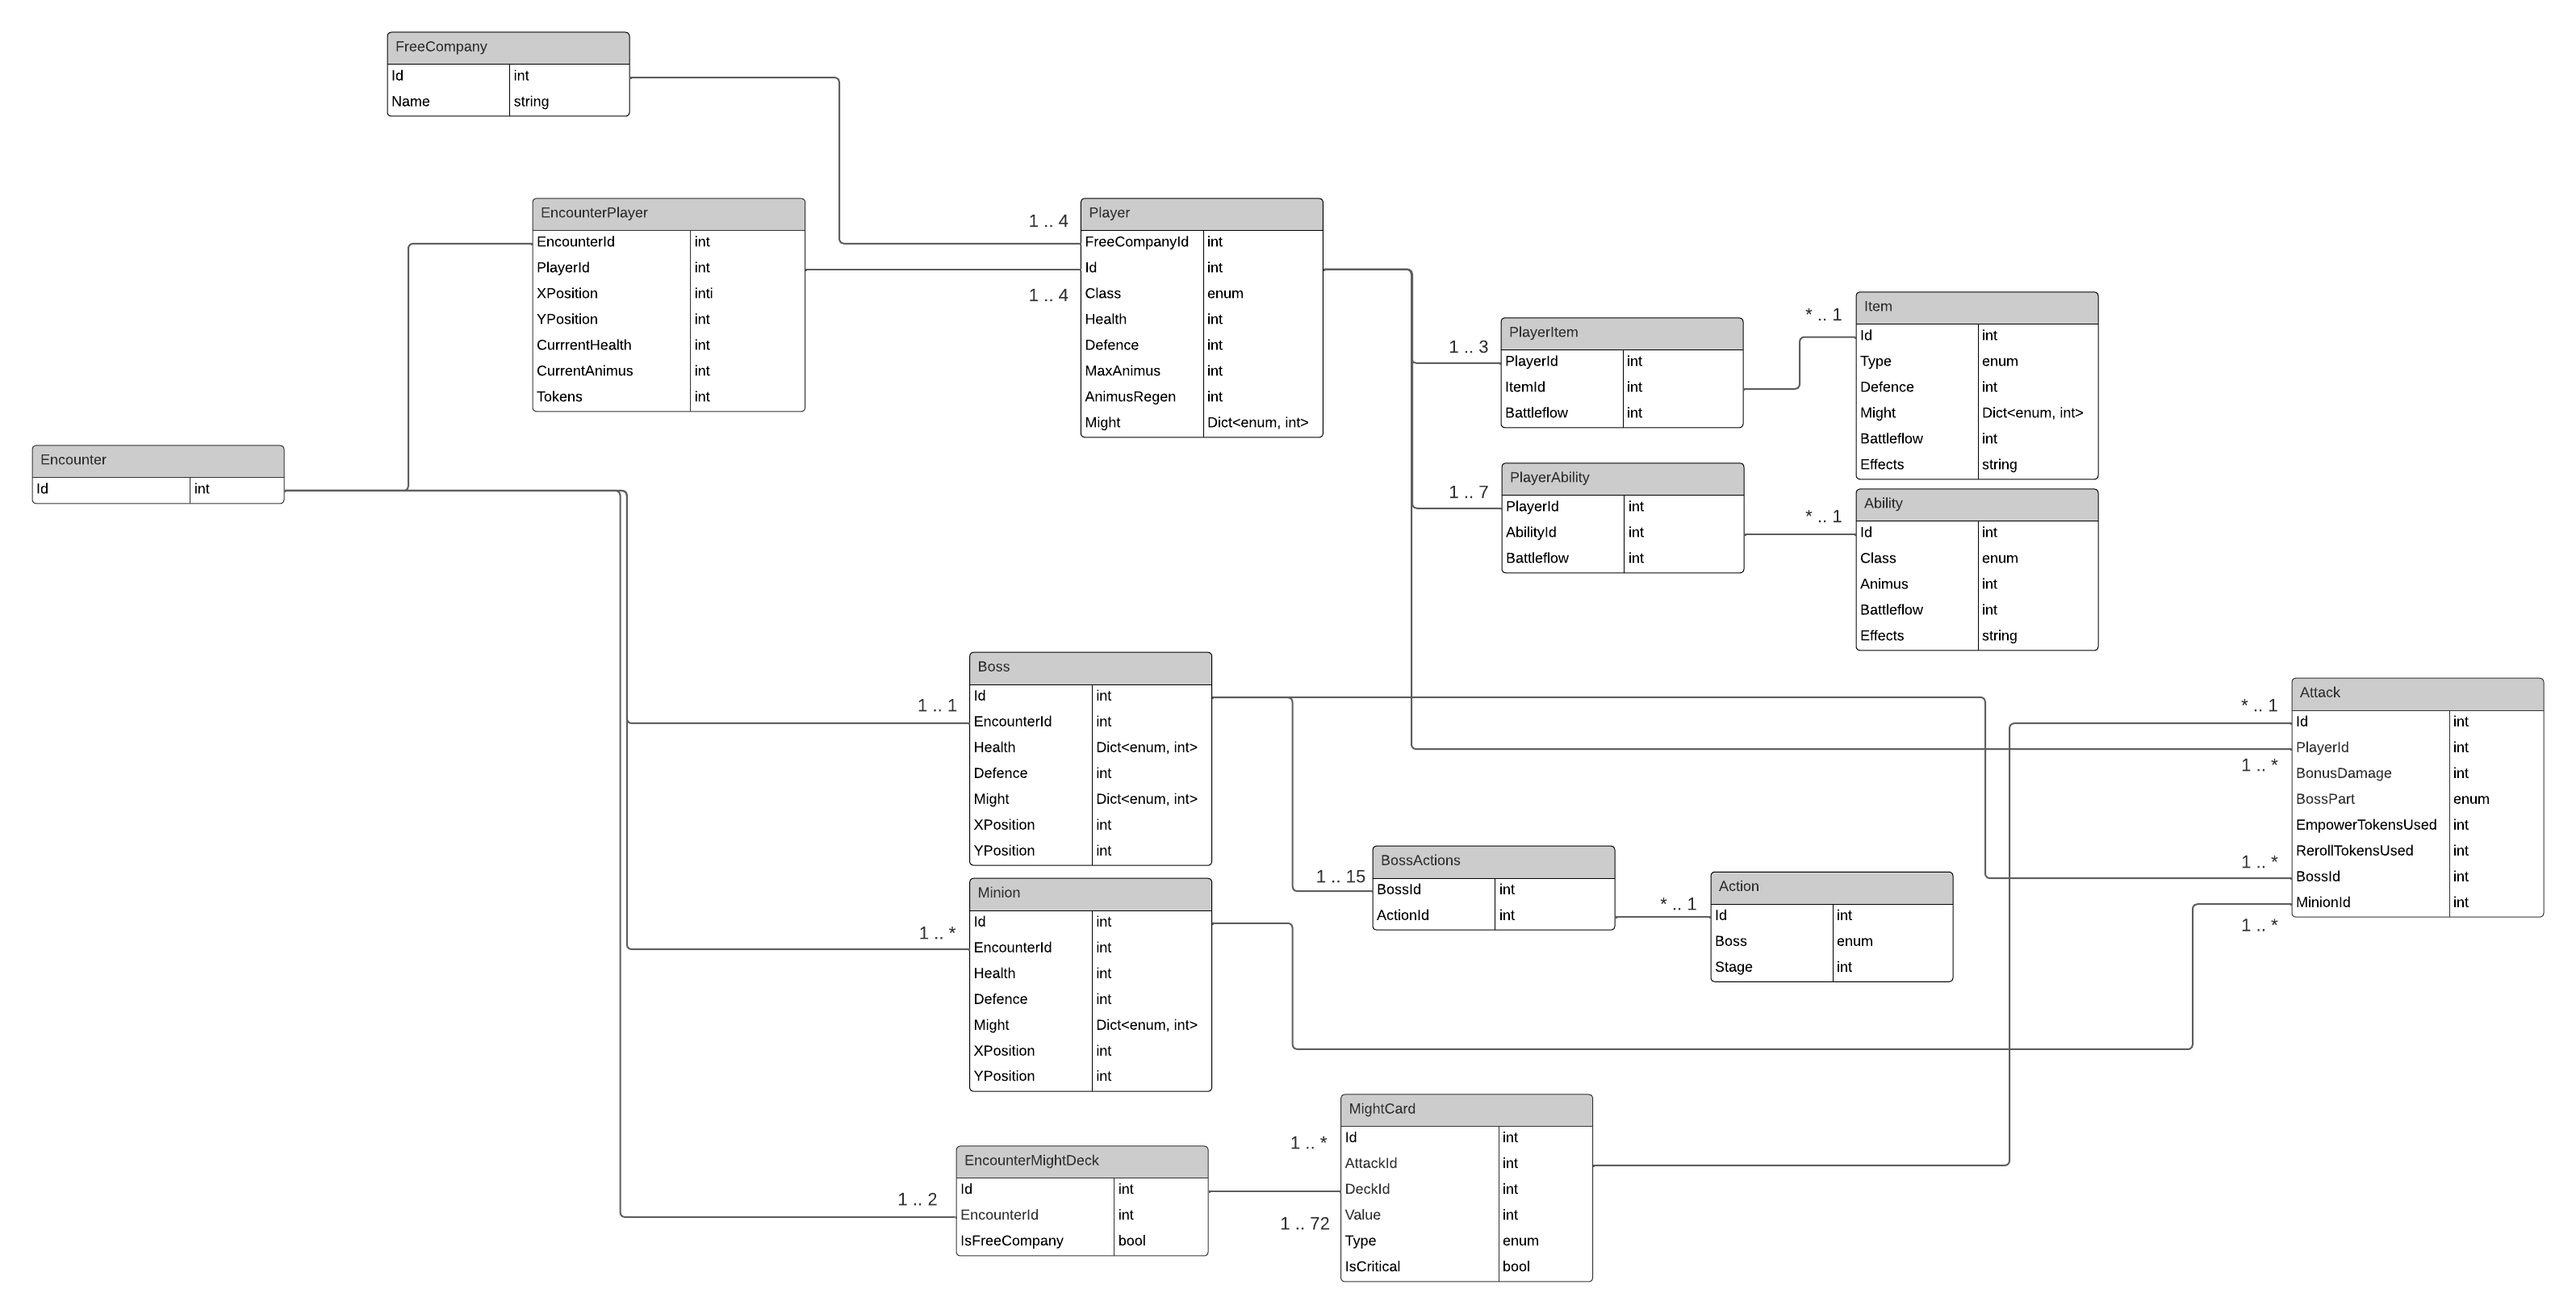 FreeCompany
Id int
Name string
EncounterPlayer
EncounterId int
PlayerId int
XPosition inti
YPosition int
CurrrentHealth int
CurrentAnimus int
Tokens int
1 .. 4
1 .. 4
Player
FreeCompanyId int
Id int
Class enum
Health int
Defence int
MaxAnimus int
AnimusRegen int
Might Dict<enum, int>
1 .. 3
PlayerItem
PlayerId int
ItemId int
Battleflow int
* .. 1
Item
Id int
Type enum
Defence int
Might Dict<enum, int>
Battleflow int
Effects string
Encounter
Id int
1 .. 7
PlayerAbility
PlayerId int
AbilityId int
Battleflow int
* .. 1
Ability
Id int
Class enum
Animus int
Battleflow int
Effects string
1 .. 1
Boss
Id int
EncounterId int
Health Dict<enum, int>
Defence int
Might Dict<enum, int>
XPosition int
YPosition int
* .. 1
1 .. *
1 .. *
1 .. *
Attack
Id int
PlayerId int
BonusDamage int
BossPart enum
EmpowerTokensUsed int
RerollTokensUsed int
BossId int
MinionId int
1 .. 15
BossActions
BossId int
ActionId int
* .. 1
Action
Id int
Boss enum
Stage int
1 .. *
Minion
Id int
EncounterId int
Health int
Defence int
Might Dict<enum, int>
XPosition int
YPosition int
1 .. 2
EncounterMightDeck
Id int
EncounterId int
IsFreeCompany bool
1 .. *
1 .. 72
MightCard
Id int
AttackId int
DeckId int
Value int
Type enum
IsCritical bool